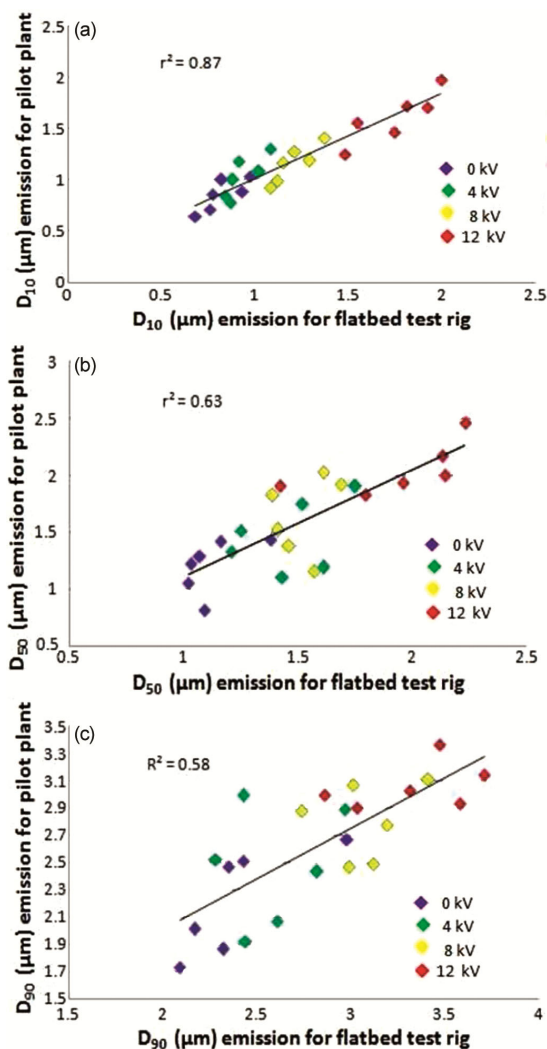 (a)
r² = 0.87
D10 (μm) emission for pilot plant
2.5
2
1.5
1
0.5
0
0 kV
4 kV
8 kV
12 kV
0 0.5 1 1.5 2 2.5
D10 (μm) emission for flatbed test rig
(b)
r² = 0.63
D50 (μm) emission for pilot plant
3
2.5
2
1.5
1
0.5
0 kV
4 kV
8 kV
12 kV
0.5 1 1.5 2 2.5
D50 (μm) emission for flatbed test rig
(c)
R² = 0.58
D90 (μm) emission for pilot plant
3.5
3.3
3.1
2.9
2.7
2.5
2.3
2.1
1.9
1.7
1.5
0 kV
4 kV
8 kV
12 kV
1.5 2 2.5 3 3.5 4
D90 (μm) emission for flatbed test rig